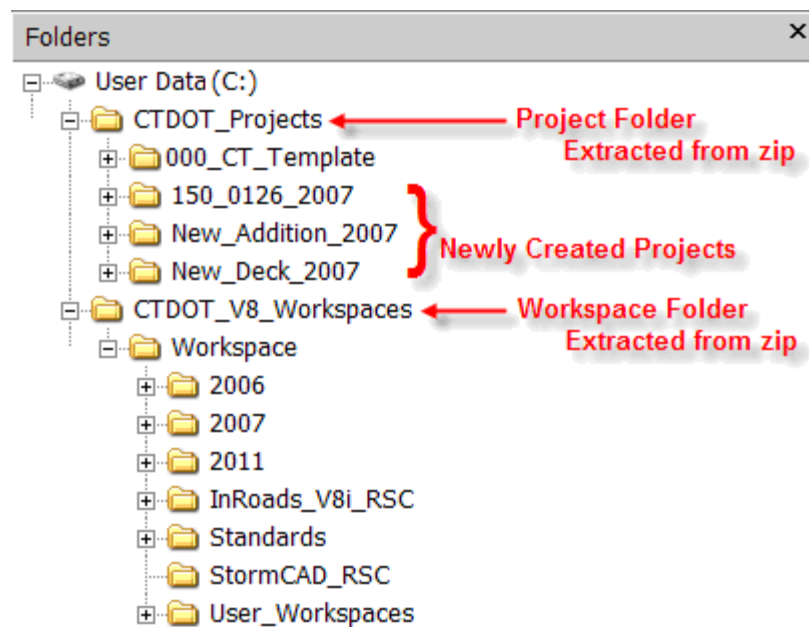 Folders ×
User Data (C:)
CTDOT_Projects Project Folder
Extracted from zip
000_CT_Template
150_0126_2007
New_Addition_2007
Newly Created Projects
New_Deck_2007
CTDOT_V8_Workspaces Workspace Folder
Extracted from zip
Workspace
2006
2007
2011
InRoads_V8i_RSC
Standards
StormCAD_RSC
User_Workspaces